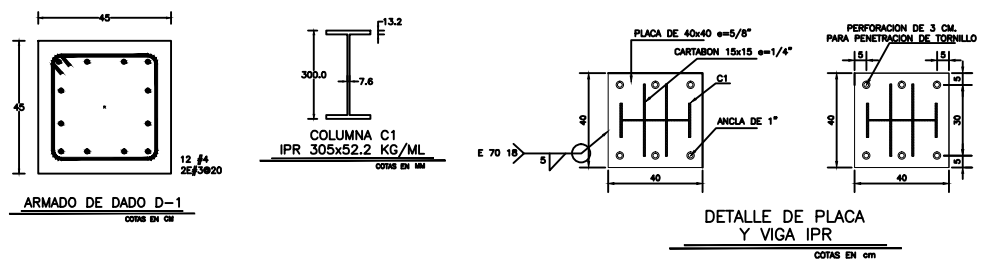 45
45
12 #4
2E#3@20
ARMADO DE DADO D-1
COTAS EN CM
13.2
300.0
7.6
COLUMNA C1
IPR 305x52.2 KG/ML
COTAS EN MM
PLACA DE 40x40 e=5/8"
CARTABON 15x15 e=1/4"
C1
40
ANCLA DE 1"
E 70 18
5
40
PERFORACION DE 3 CM.
PARA PENETRACION DE TORNILLO
5
5
5
40
30
5
40
DETALLE DE PLACA
Y VIGA IPR
COTAS EN cm